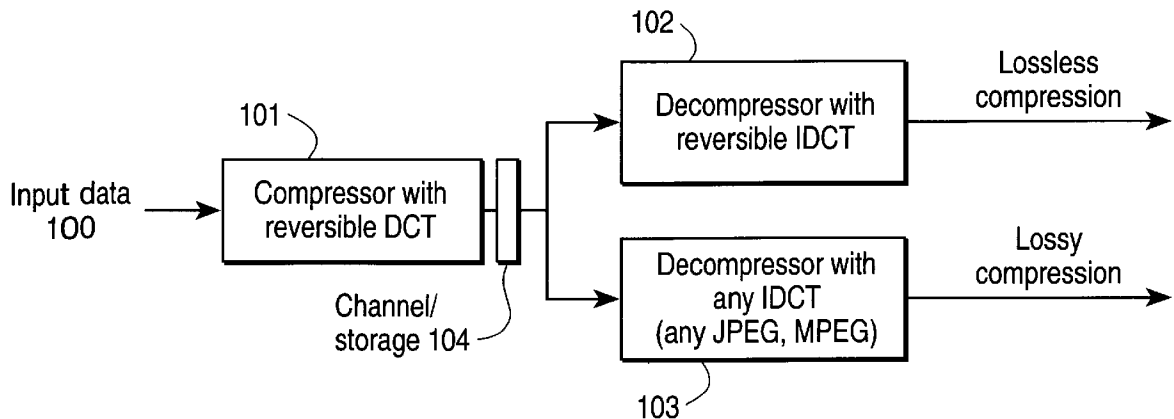 102
Lossless
compression
Decompressor with
reversible IDCT
101
Input data
100
Compressor with
reversible DCT
Channel/
storage 104
Lossy
compression
Decompressor with
any IDCT
(any JPEG, MPEG)
103